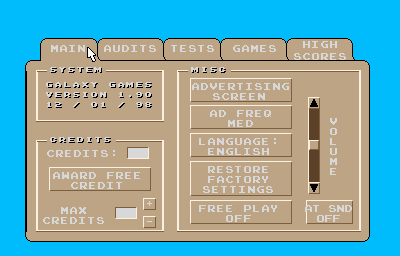 MAIN AUDITS TESTS GAMES HIGH SCORES
SYSTEM
GALAXY GAMES
VERSION 1.90
12 / 01 / 98
CREDITS
CREDITS:
AWARD FREE
CREDIT
MAX
CREDITS
+
-
MISC
ADVERTISING
SCREEN
AD FREQ
MED
LANGUAGE:
ENGLISH
RESTORE
FACTORY
SETTINGS
FREE PLAY
OFF
VOLUME
AT SND
OFF